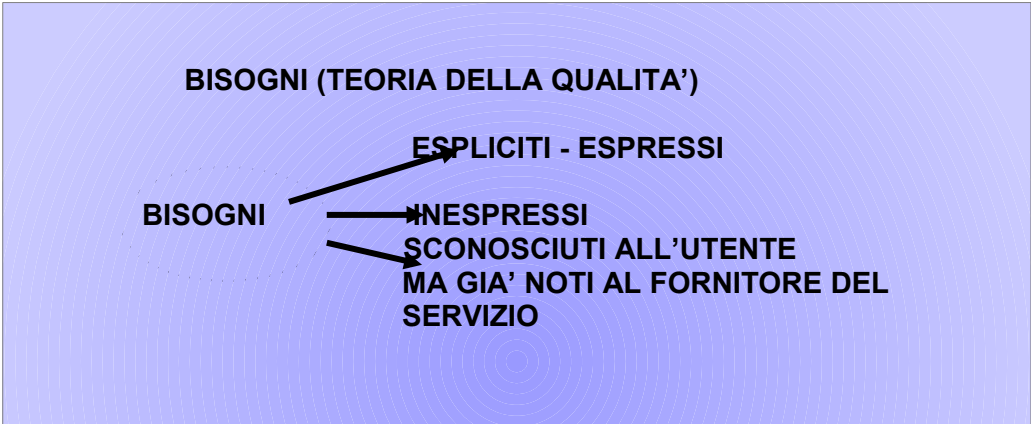 BISOGNI (TEORIA DELLA QUALITA’)
ESPLICITI - ESPRESSI
BISOGNI
INESPRESSI
SCONOSCIUTI ALL’UTENTE
MA GIA’ NOTI AL FORNITORE DEL
SERVIZIO